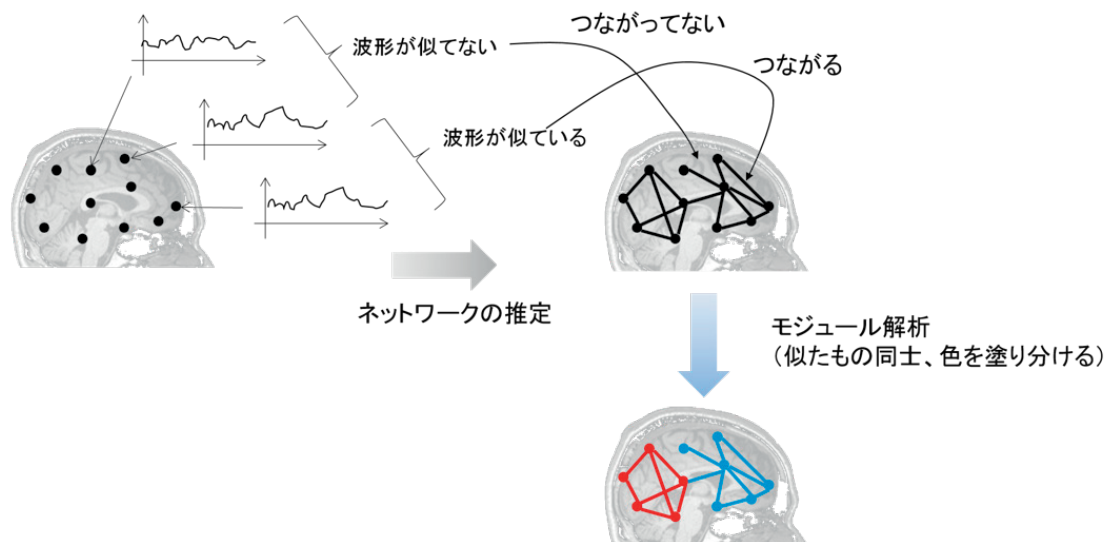 つながってない
波形が似てない
つながる
波形が似ている
ネットワークの推定
モジュール解析
（似たもの同士、色を塗り分ける）